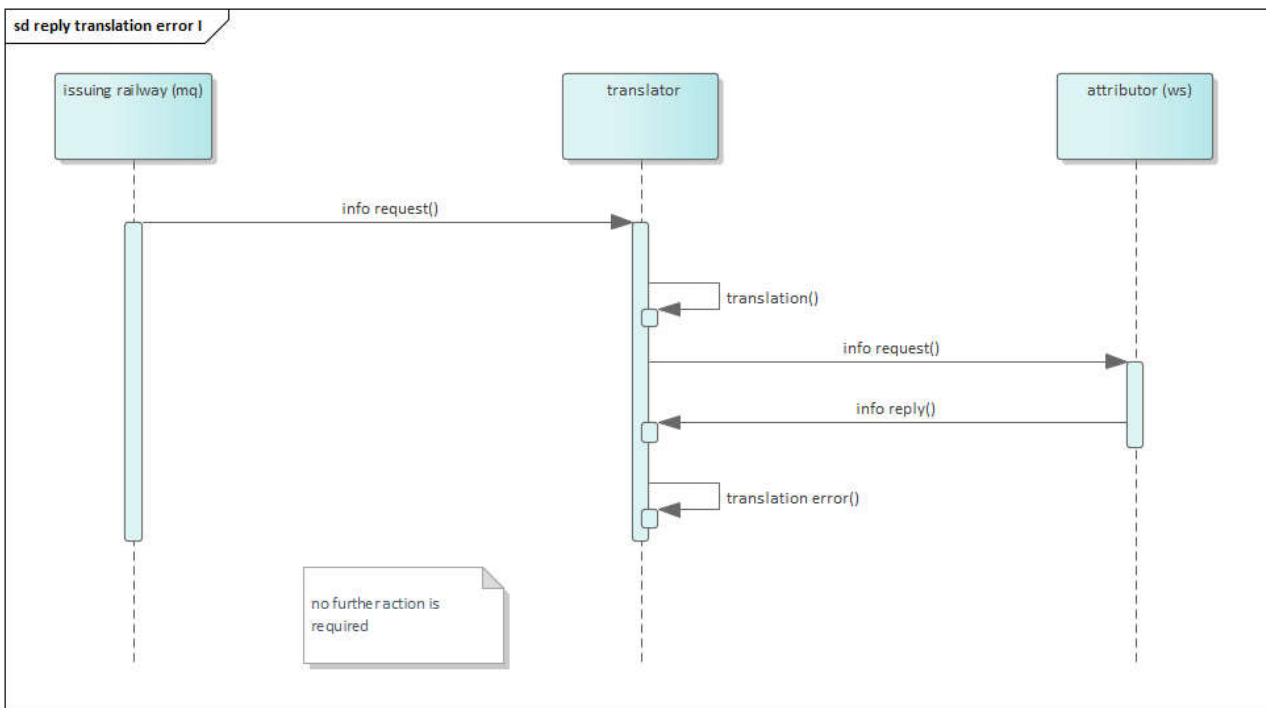 sd reply translation error I
issuing railway (mq)
translator
attributor (ws)
info request()
translation()
info request()
info reply()
translation error()
no further action is
required